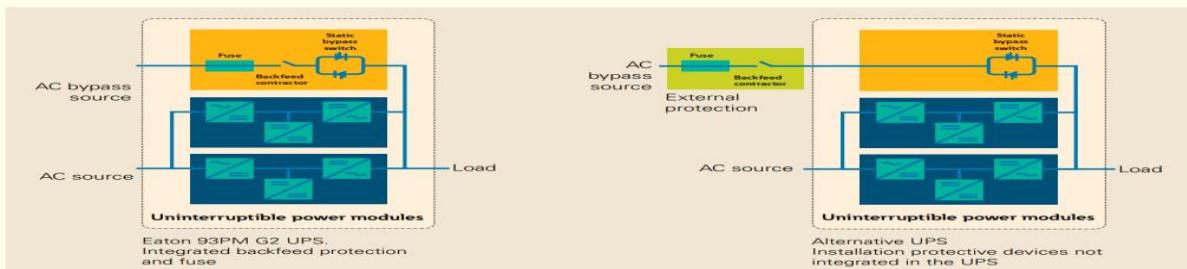 Static
bypass
switch
Fuse
Backfeed
contractor
AC bypass
source
AC source
Load
Uninterruptible power modules
Eaton 93PM G2 UPS.
Integrated backfeed protection
and fuse
Static
bypass
switch
Fuse
Backfeed
contractor
AC
bypass
source
External
protection
AC source
Load
Uninterruptible power modules
Alternative UPS
Installation protective devices not
integrated in the UPS